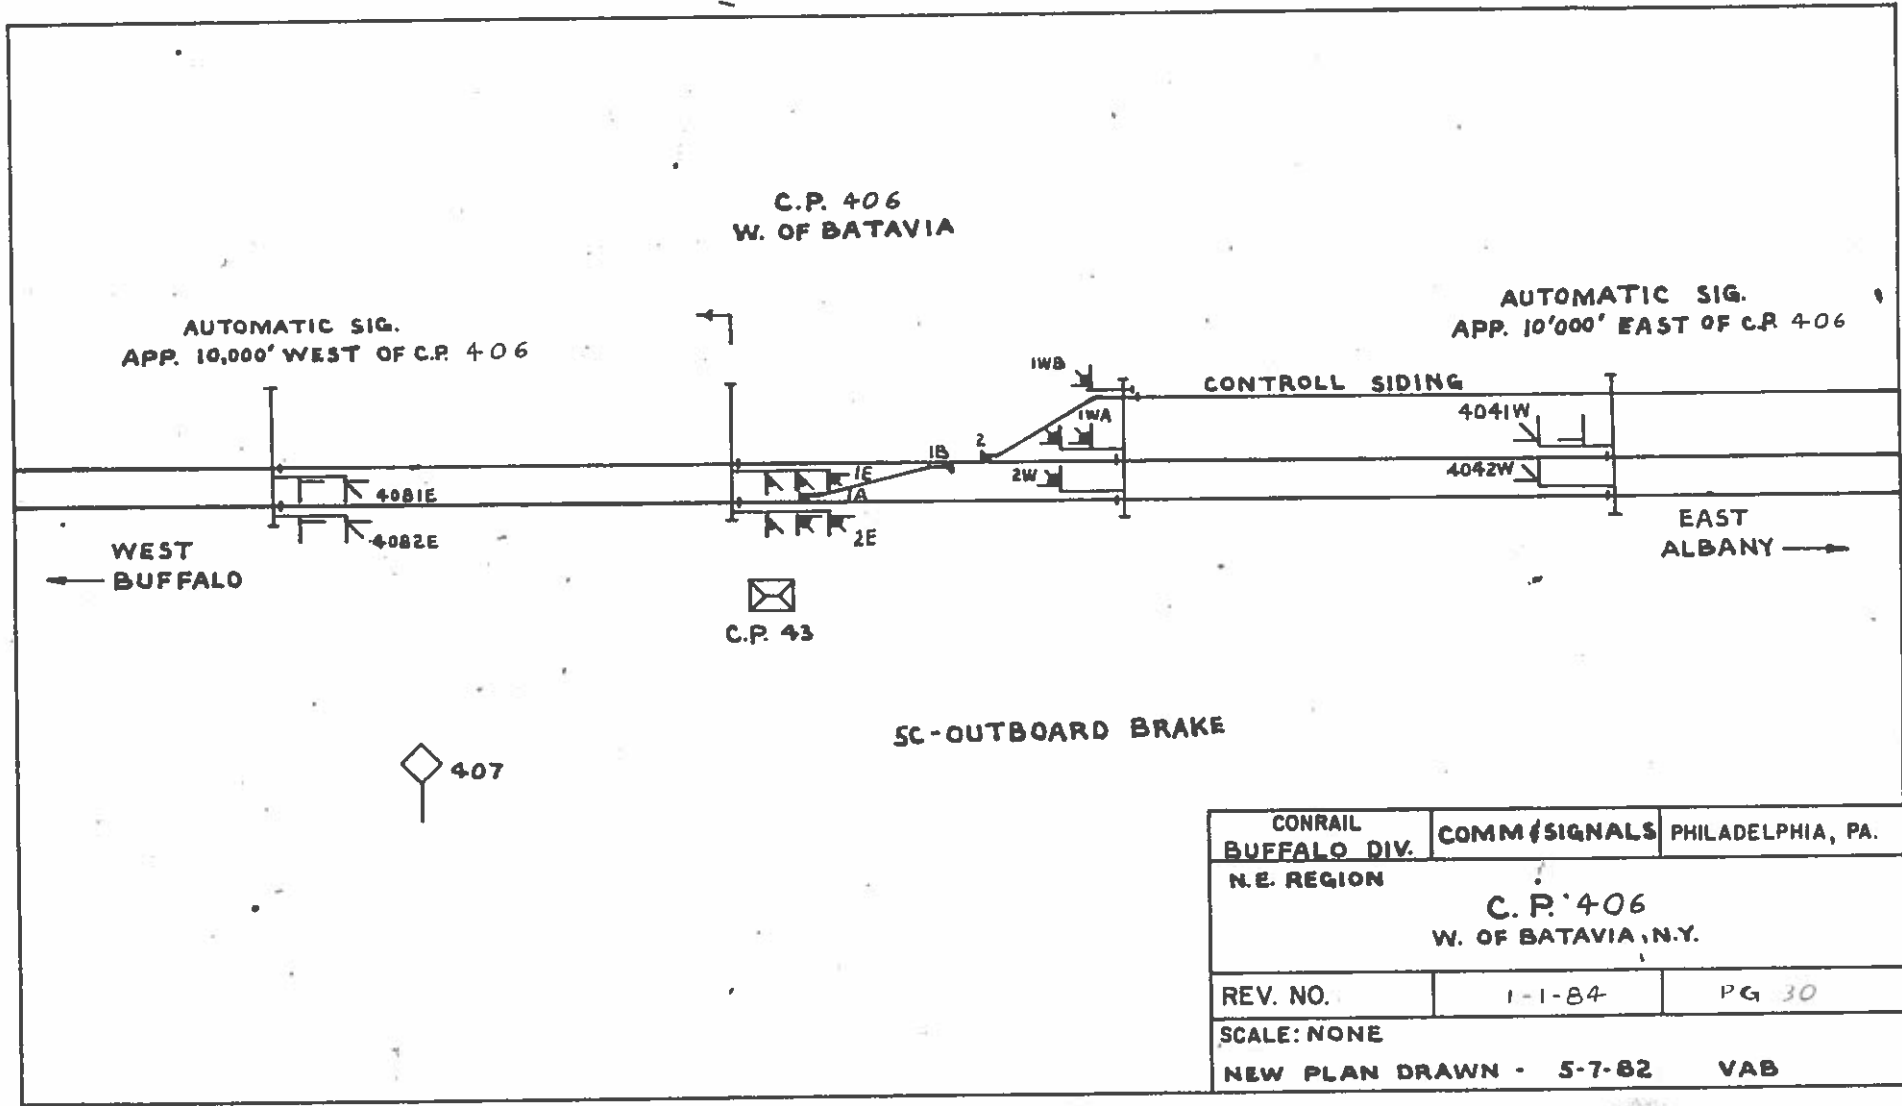 C.P. 406
W. OF BATAVIA
AUTOMATIC SIG.
APP. 10,000' WEST OF C.P. 406
AUTOMATIC SIG.
APP. 10'000' EAST OF C.P. 406
1WB
CONTROLL SIDING
1WA
4041W
2
1B
1E
2W
4042W
4081E
1A
4082E
2E
EAST
ALBANY
WEST
BUFFALO
C.P. 43
SC-OUTBOARD BRAKE
407
CONRAIL
BUFFALO DIV.
COMM & SIGNALS
PHILADELPHIA, PA.
N.E. REGION
C.P. 406
W. OF BATAVIA, N.Y.
REV. NO.
1-1-84
PG 30
SCALE: NONE
NEW PLAN DRAWN - 5-7-82 VAB